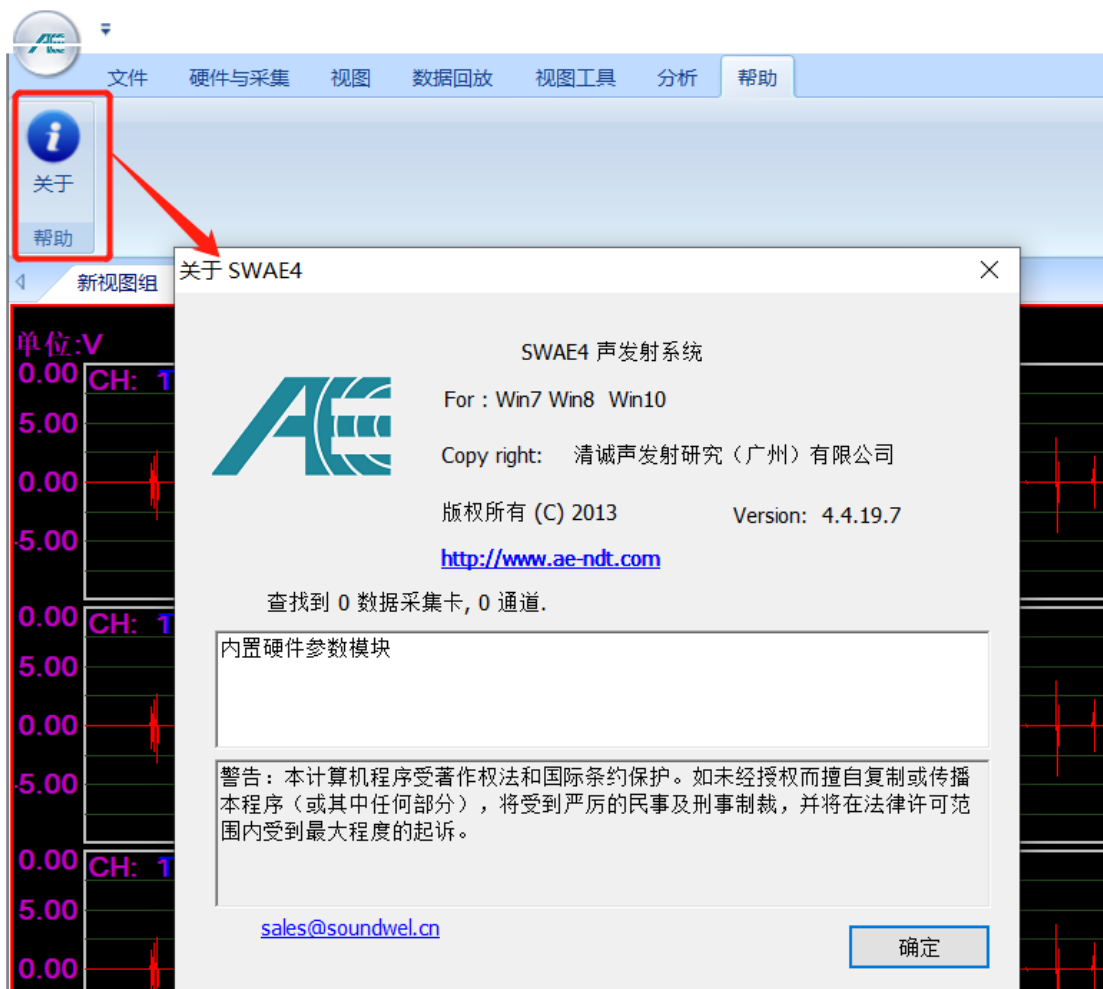 文件 硬件与采集 视图 数据回放 视图工具 分析 帮助
关于
帮助
新视图组
关于 SWAE4
SWAE4 声发射系统
For : Win7 Win8 Win10
Copy right: 清诚声发射研究（广州）有限公司
版权所有 (C) 2013 Version: 4.4.19.7
http://www.ae-ndt.com
查找到 0 数据采集卡, 0 通道.
内置硬件参数模块
警告：本计算机程序受著作权法和国际条约保护。如未经授权而擅自复制或传播
本程序（或其中任何部分），将受到严厉的民事及刑事制裁，并将在法律许可范
围内受到最大程度的起诉。
sales@soundwel.cn
确定
单位:V
0.00 CH:
5.00
0.00
-5.00
0.00 CH:
5.00
0.00
-5.00
0.00 CH:
5.00
0.00
AE